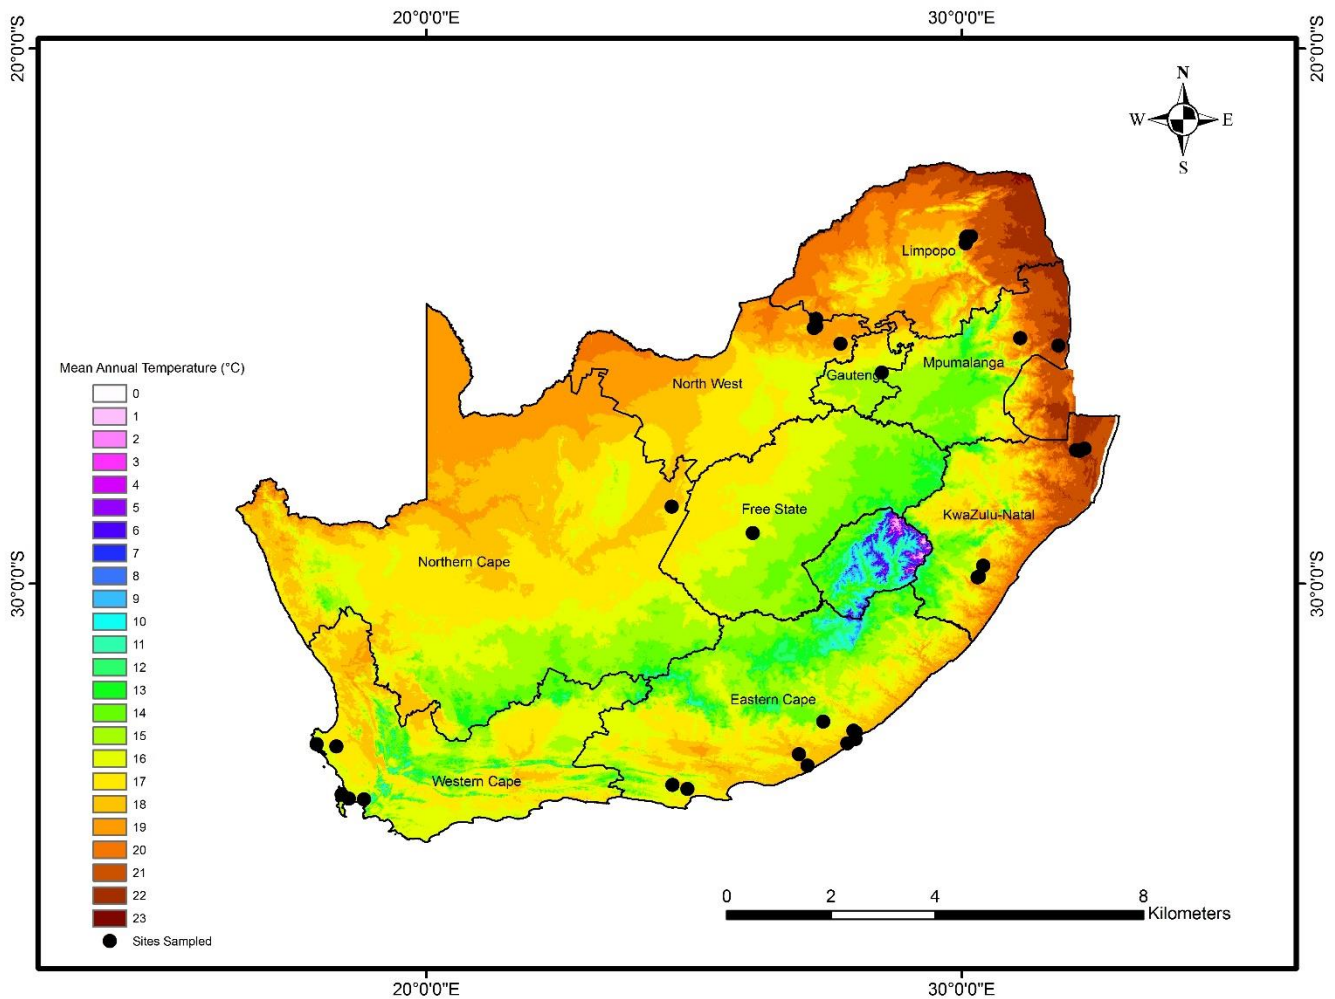 20°0'0"E 30°0'0"E
20°0'0"S 20°0'0"S
N
W E
S
Limpopo
Mpumalanga
Gauteng
North West
Mean Annual Temperature (°C)
0
1
2
3
4
5
6
7
8
9
10
11
12
13
14
15
16
17
18
19
20
21
22
23
Sites Sampled
Free State
KwaZulu-Natal
Northern Cape
30°0'0"S 30°0'0"S
Eastern Cape
Western Cape
0 2 4 8
Kilometers
20°0'0"E 30°0'0"E